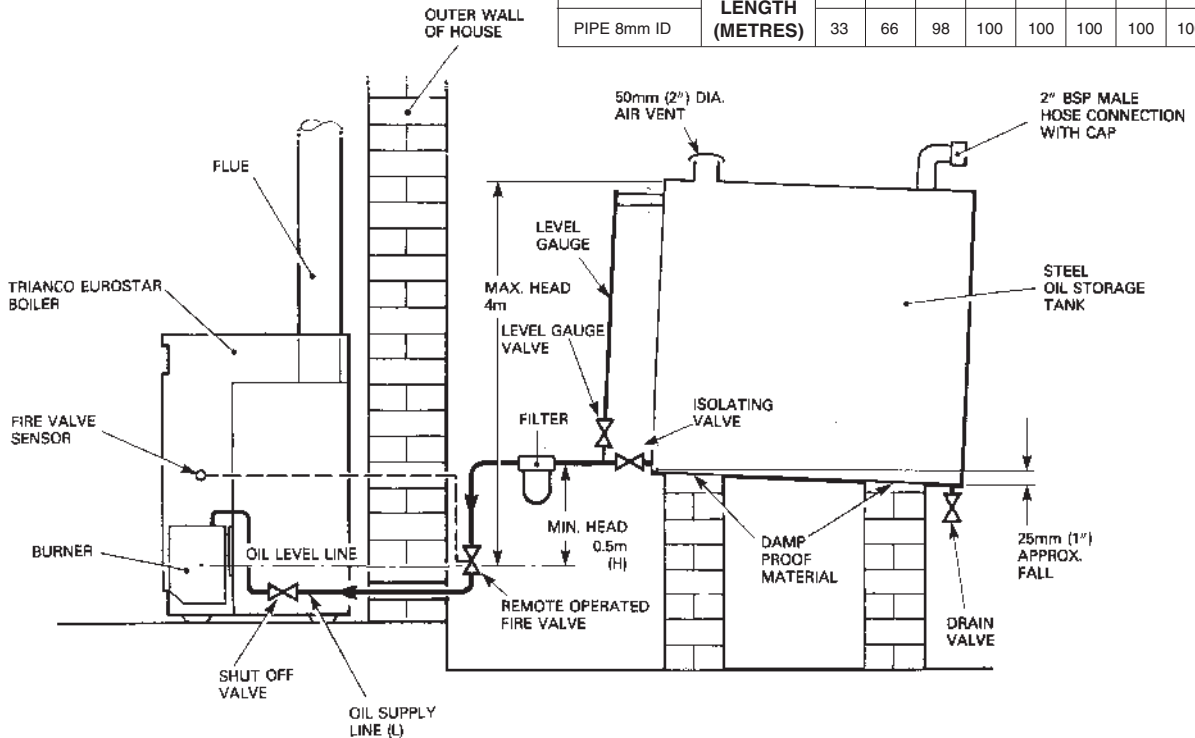 LENGTH
(METRES)
PIPE 8mm ID 33 66 98 100 100 100 100
OUTER WALL
OF HOUSE
50mm (2") DIA.
AIR VENT
2" BSP MALE
HOSE CONNECTION
WITH CAP
FLUE
LEVEL
GAUGE
STEEL
OIL STORAGE
TANK
TRIANCO EUROSTAR
BOILER
MAX. HEAD
4m
LEVEL GAUGE
VALVE
ISOLATING
VALVE
FILTER
FIRE VALVE
SENSOR
MIN. HEAD
0.5m
(H)
DAMP
PROOF
MATERIAL
25mm (1")
APPROX.
FALL
BURNER
OIL LEVEL LINE
REMOTE OPERATED
FIRE VALVE
DRAIN
VALVE
SHUT OFF
VALVE
OIL SUPPLY
LINE (L)